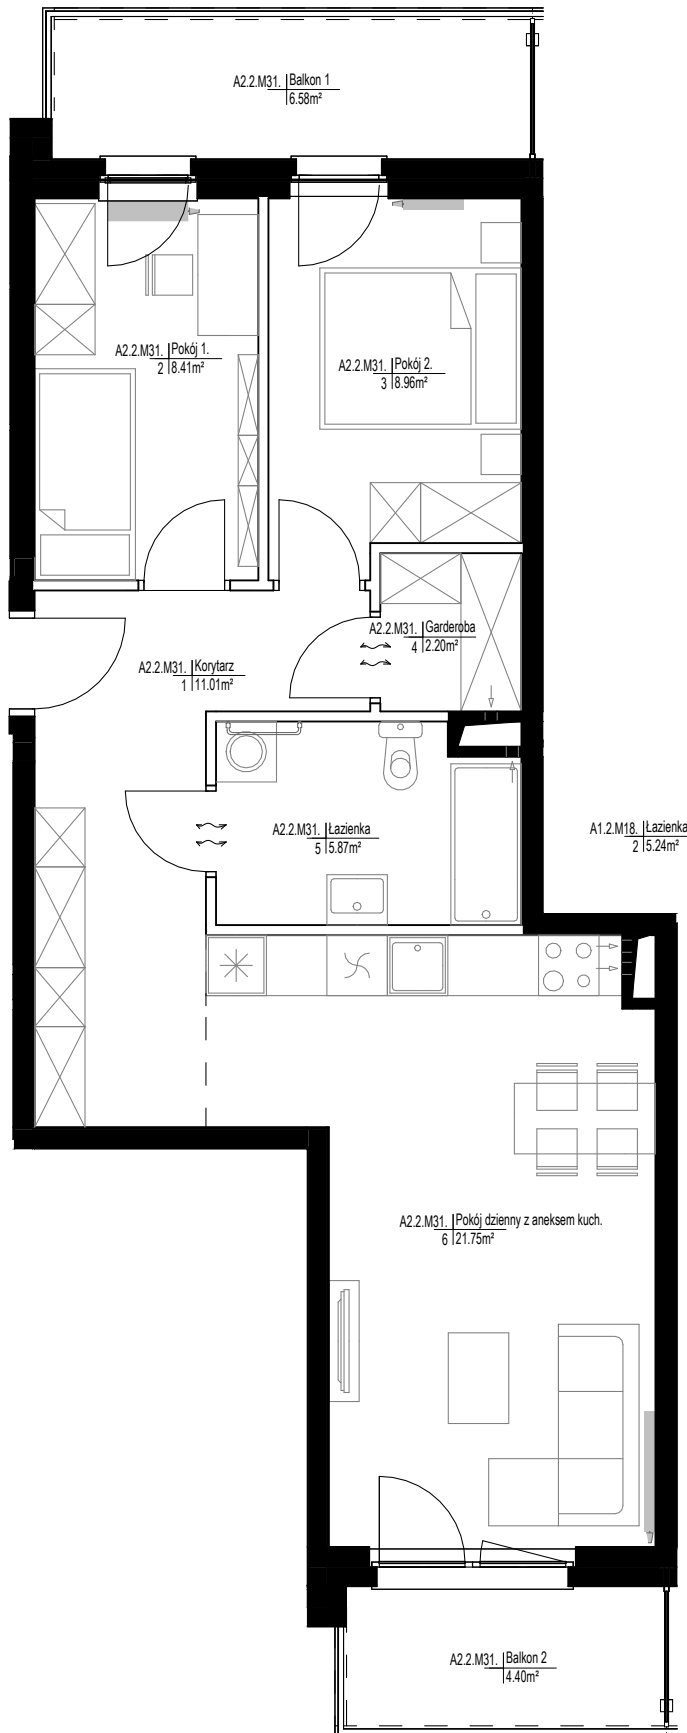 A2.2.M31. Balkon 1
6.58m²
A2.2.M31. Pokój 1.
2 8.41m²
A2.2.M31. Pokój 2.
3 8.96m²
A2.2.M31. Garderoba
4 2.20m²
A2.2.M31. Korytarz
1 11.01m²
A2.2.M31. Łazienka
5 5.87m²
A1.2.M18. Łazienka
2 5.24m²
A2.2.M31. Pokój dzienny z aneksem kuch.
6 21.75m²
A2.2.M31. Balkon 2
4.40m²